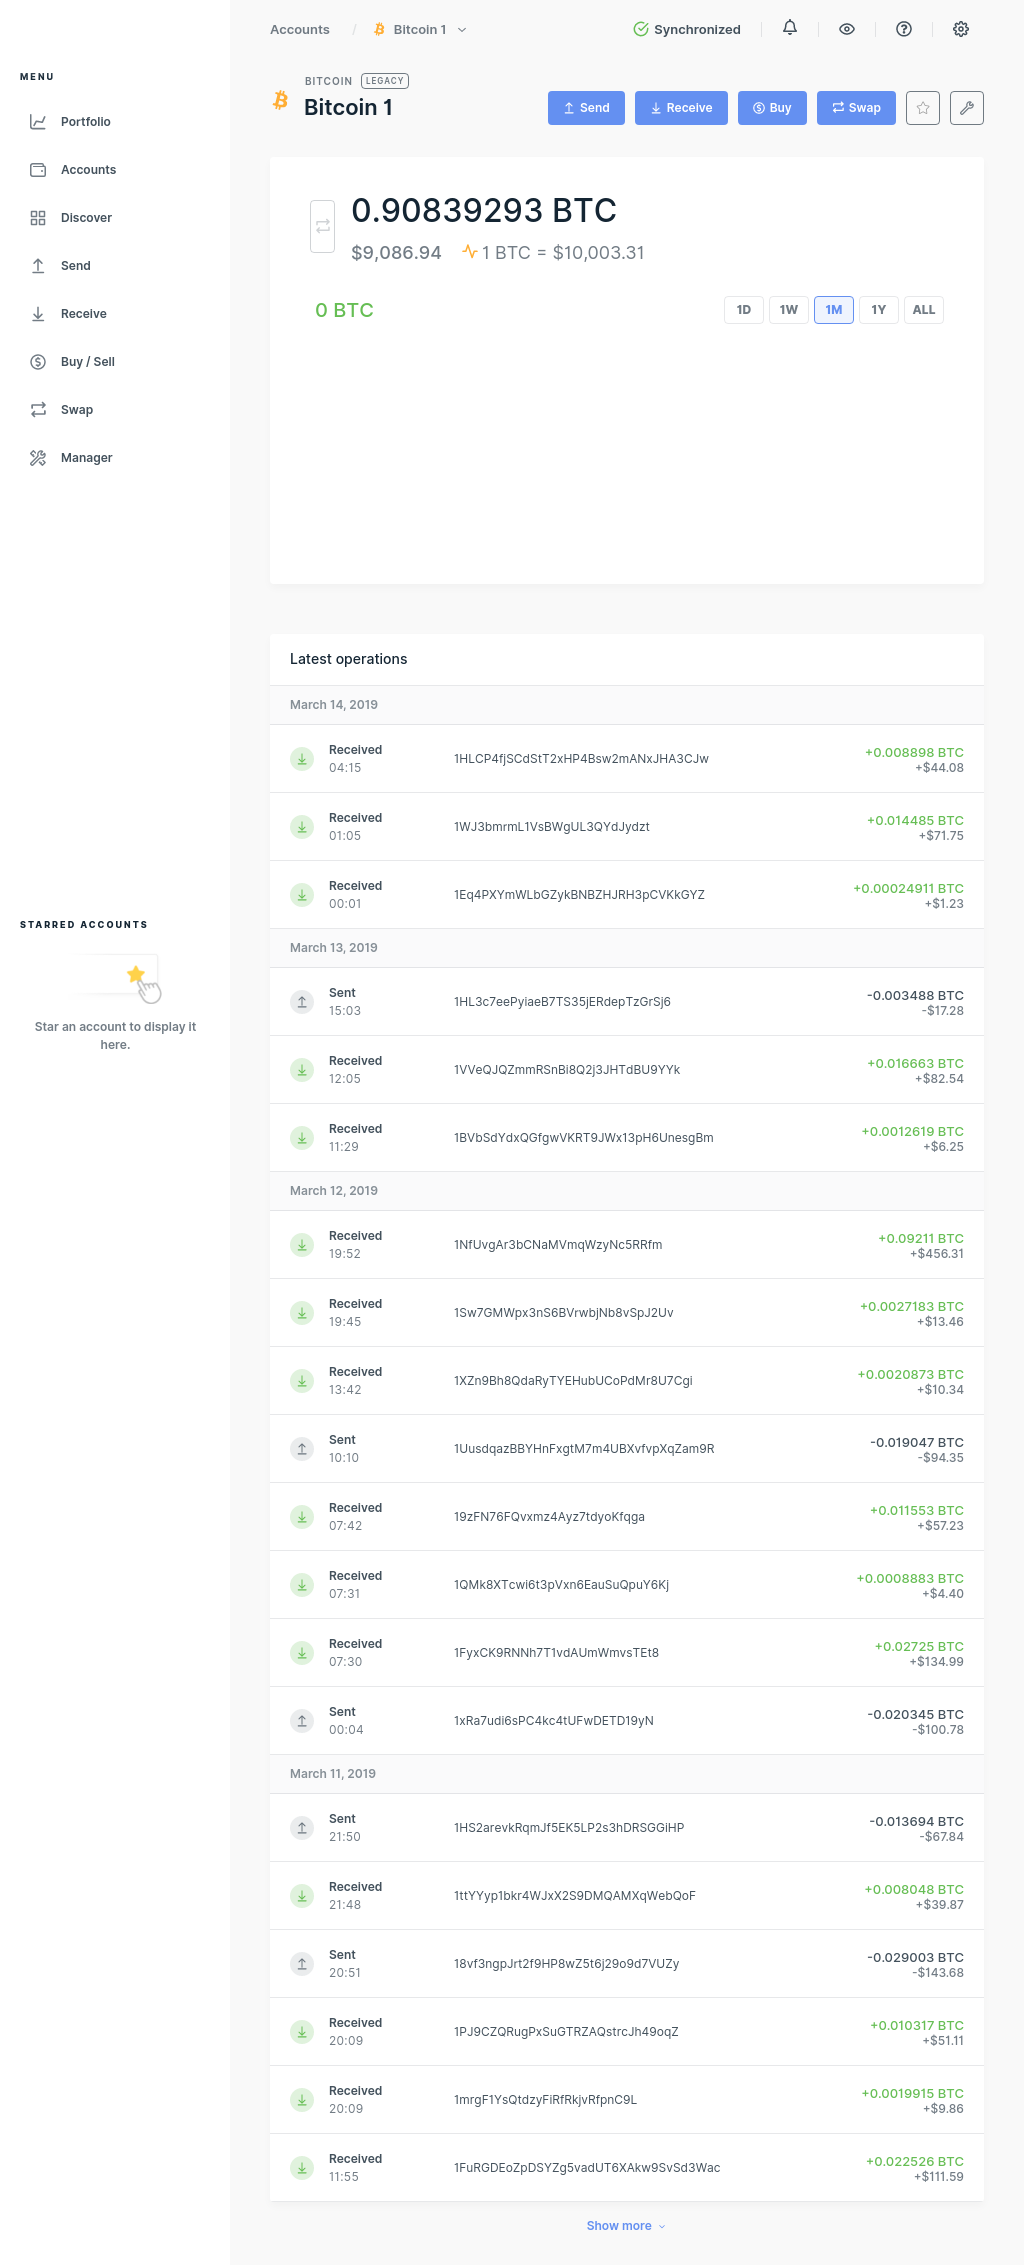 MENU
Portfolio
Accounts
Discover
Send
Receive
Buy / Sell
Swap
Manager
STARRED ACCOUNTS
Star an account to display it
here.
Accounts / Bitcoin 1
Synchronized
BITCOIN LEGACY
Bitcoin 1
Send Receive Buy Swap
0.90839293 BTC
$9,086.94 1 BTC = $10,003.31
0 BTC
1D 1W 1M 1Y ALL
Latest operations
March 14, 2019
Received
04:15
1HLCP4fjSCdStT2xHP4Bsw2mANxJHA3CJw
+0.008898 BTC
+$44.08
Received
01:05
1WJ3bmrmL1VsBWgUL3QYdJydzt
+0.014485 BTC
+$71.75
Received
00:01
1Eq4PXYmWLbGZykBNBZHJRH3pCVKkGYZ
+0.00024911 BTC
+$1.23
March 13, 2019
Sent
15:03
1HL3c7eePyiaeB7TS35jERdepTzGrSj6
-0.003488 BTC
-$17.28
Received
12:05
1VVeQJQZmmRSnBi8Q2j3JHTdBU9YYk
+0.016663 BTC
+$82.54
Received
11:29
1BVbSdYdxQGfgwVKRT9JWx13pH6UnesgBm
+0.0012619 BTC
+$6.25
March 12, 2019
Received
19:52
1NfUvgAr3bCNaMVmqWzyNc5RRfm
+0.09211 BTC
+$456.31
Received
19:45
1Sw7GMWpx3nS6BVrwbjNb8vSpJ2Uv
+0.0027183 BTC
+$13.46
Received
13:42
1XZn9Bh8QdaRyTYEHubUCoPdMr8U7Cgi
+0.0020873 BTC
+$10.34
Sent
10:10
1UusdqazBBYHnFxgtM7m4UBXvfvpXqZam9R
-0.019047 BTC
-$94.35
Received
07:42
19zFN76FQvxmz4Ayz7tdyoKfqga
+0.011553 BTC
+$57.23
Received
07:31
1QMk8XTcwi6t3pVxn6EauSuQpuY6Kj
+0.0008883 BTC
+$4.40
Received
07:30
1FyxCK9RNNh7T1vdAUmWmvsTEt8
+0.02725 BTC
+$134.99
Sent
00:04
1xRa7udi6sPC4kc4tUFwDETD19yN
-0.020345 BTC
-$100.78
March 11, 2019
Sent
21:50
1HS2arevkRqmJf5EK5LP2s3hDRSGGiHP
-0.013694 BTC
-$67.84
Received
21:48
1ttYYyp1bkr4WJxX2S9DMQAMXqWebQoF
+0.008048 BTC
+$39.87
Sent
20:51
18vf3ngpJrt2f9HP8wZ5t6j29o9d7VUZy
-0.029003 BTC
-$143.68
Received
20:09
1PJ9CZQRugPxSuGTRZAQstrcJh49oqZ
+0.010317 BTC
+$51.11
Received
20:09
1mrgF1YsQtdzyFiRfRkjvRfpnC9L
+0.0019915 BTC
+$9.86
Received
11:55
1FuRGDEoZpDSYZg5vadUT6XAkw9SvSd3Wac
+0.022526 BTC
+$111.59
Show more